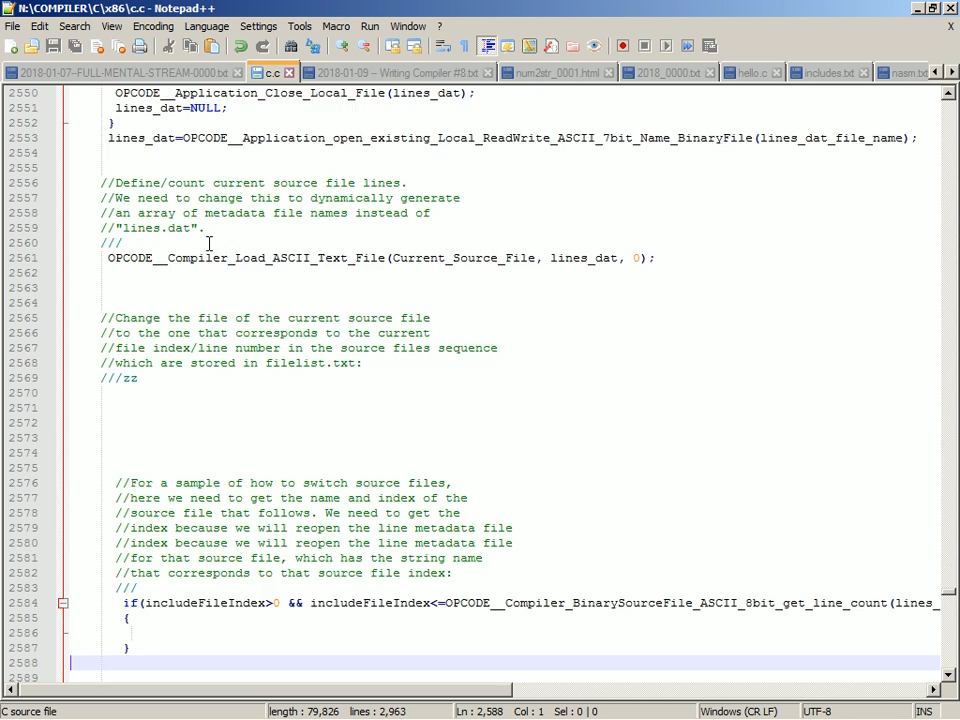 N:\COMPILER\C\x86\c.c - Notepad++
File Edit Search View Encoding Language Settings Tools Macro Run Window ? X
2018-01-07-FULL-MENTAL-STREAM-0000.txt c.c 2018-01-09 -- Writing Compiler #8.txt num2str_0001.html 2018_0000.txt hello.c includes.txt nasm.txt
2550 OPCODE__Application_Close_Local_File(lines_dat);
2551 lines_dat=NULL;
2552 }
2553 lines_dat=OPCODE__Application_open_existing_Local_ReadWrite_ASCII_7bit_Name_BinaryFile(lines_dat_file_name);
2554
2555
2556 //Define/count current source file lines.
2557 //We need to change this to dynamically generate
2558 //an array of metadata file names instead of
2559 //"lines.dat".
2560 ///
2561 OPCODE__Compiler_Load_ASCII_Text_File(Current_Source_File, lines_dat, 0);
2562
2563
2564
2565 //Change the file of the current source file
2566 //to the one that corresponds to the current
2567 //file index/line number in the source files sequence
2568 //which are stored in filelist.txt:
2569 ///zz
2570
2571
2572
2573
2574
2575
2576 //For a sample of how to switch source files,
2577 //here we need to get the name and index of the
2578 //source file that follows. We need to get the
2579 //index because we will reopen the line metadata file
2580 //index because we will reopen the line metadata file
2581 //for that source file, which has the string name
2582 //that corresponds to that source file index:
2583 ///
2584 if(includeFileIndex>0 && includeFileIndex<=OPCODE__Compiler_BinarySourceFile_ASCII_8bit_get_line_count(lines_
2585 {
2586
2587 }
2588
2589
C source file length : 79,826 lines : 2,963 Ln : 2,588 Col : 1 Sel : 0 | 0 Windows (CR LF) UTF-8 INS